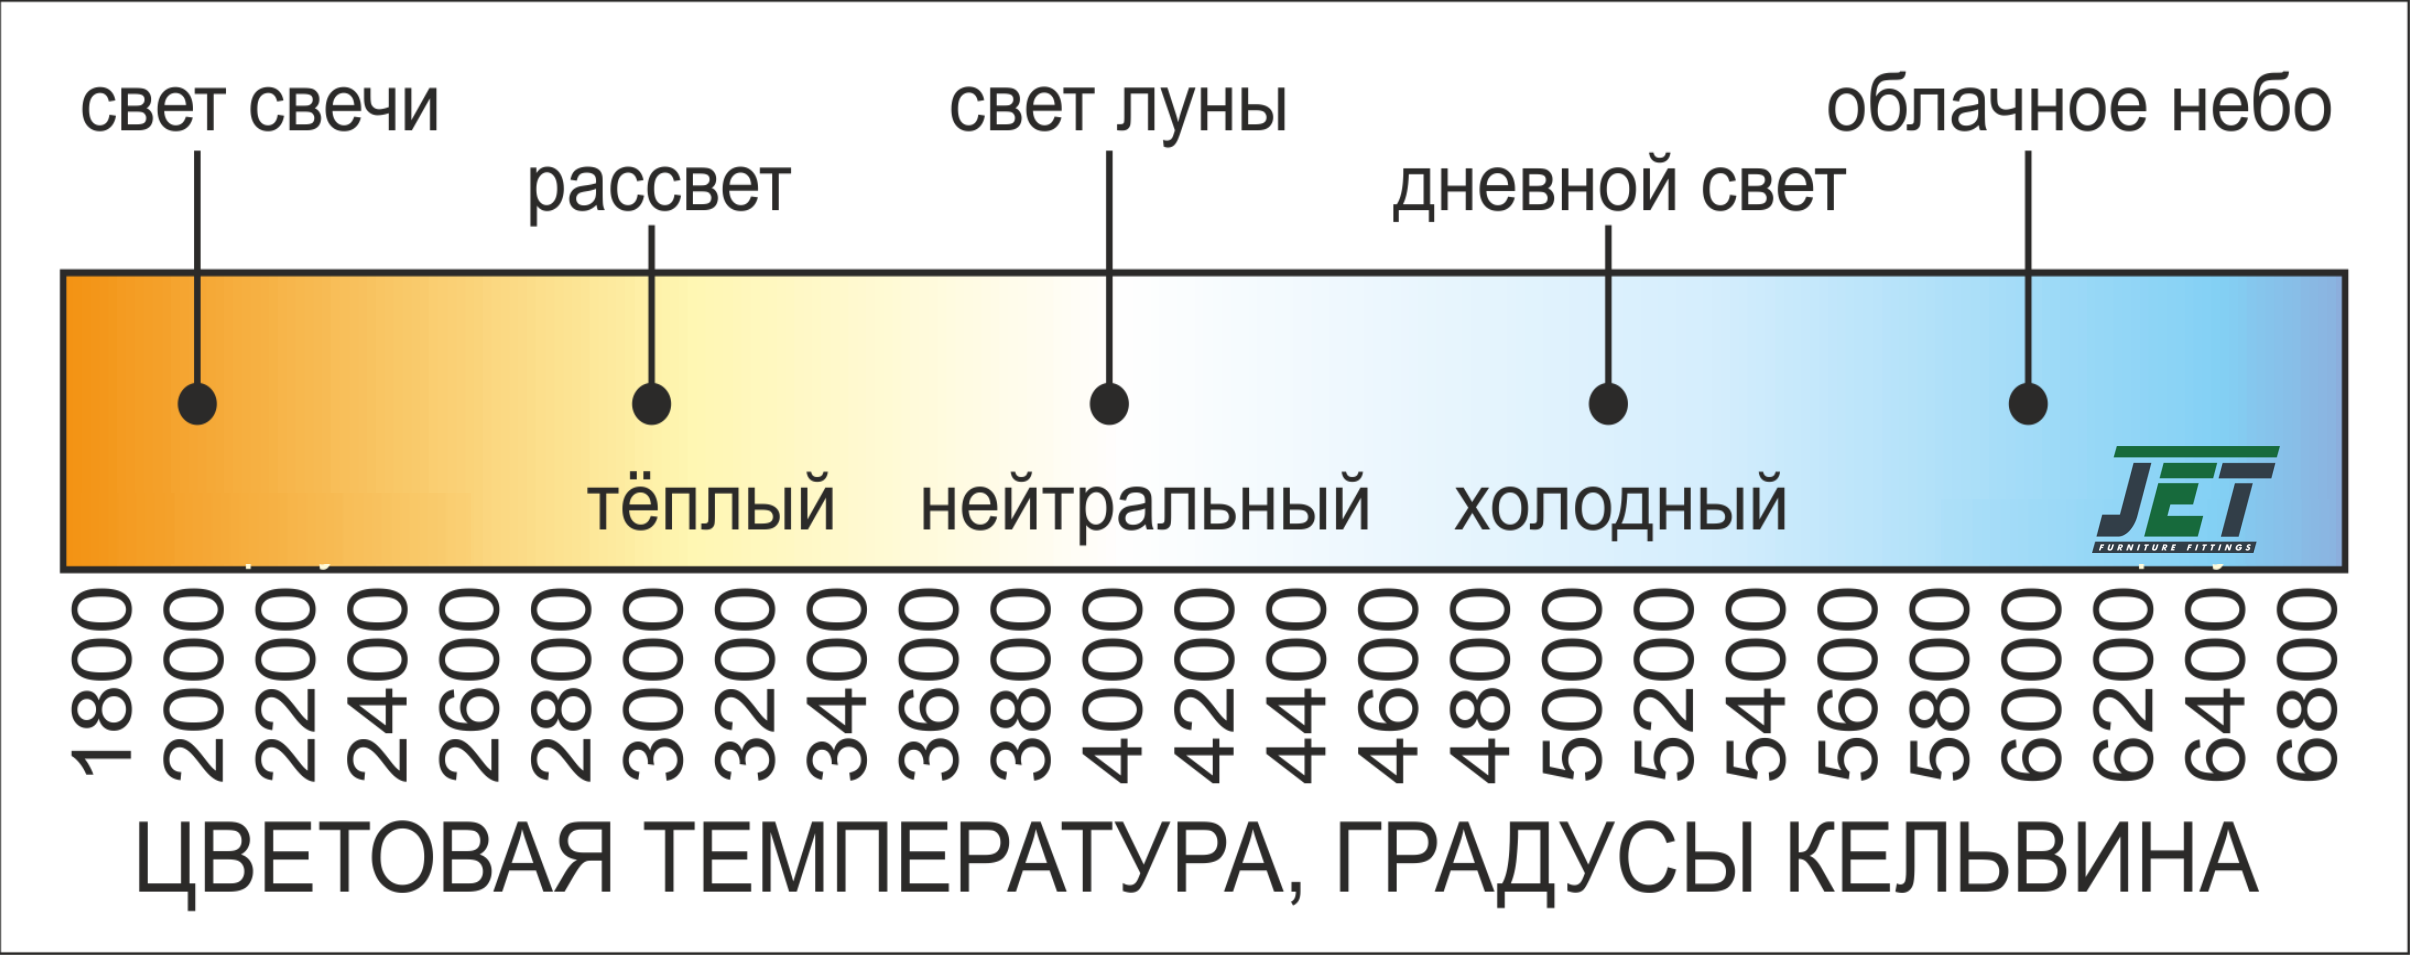 свет свечи
свет луны
облачное небо
рассвет
дневной свет
тёплый
нейтральный
холодный
JET
FURNITURE FITTINGS
1800
2000
2200
2400
2600
2800
3000
3200
3400
3600
3800
4000
4200
4400
4600
4800
5000
5200
5400
5600
5800
6000
6200
6400
6800
ЦВЕТОВАЯ ТЕМПЕРАТУРА, ГРАДУСЫ КЕЛЬВИНА